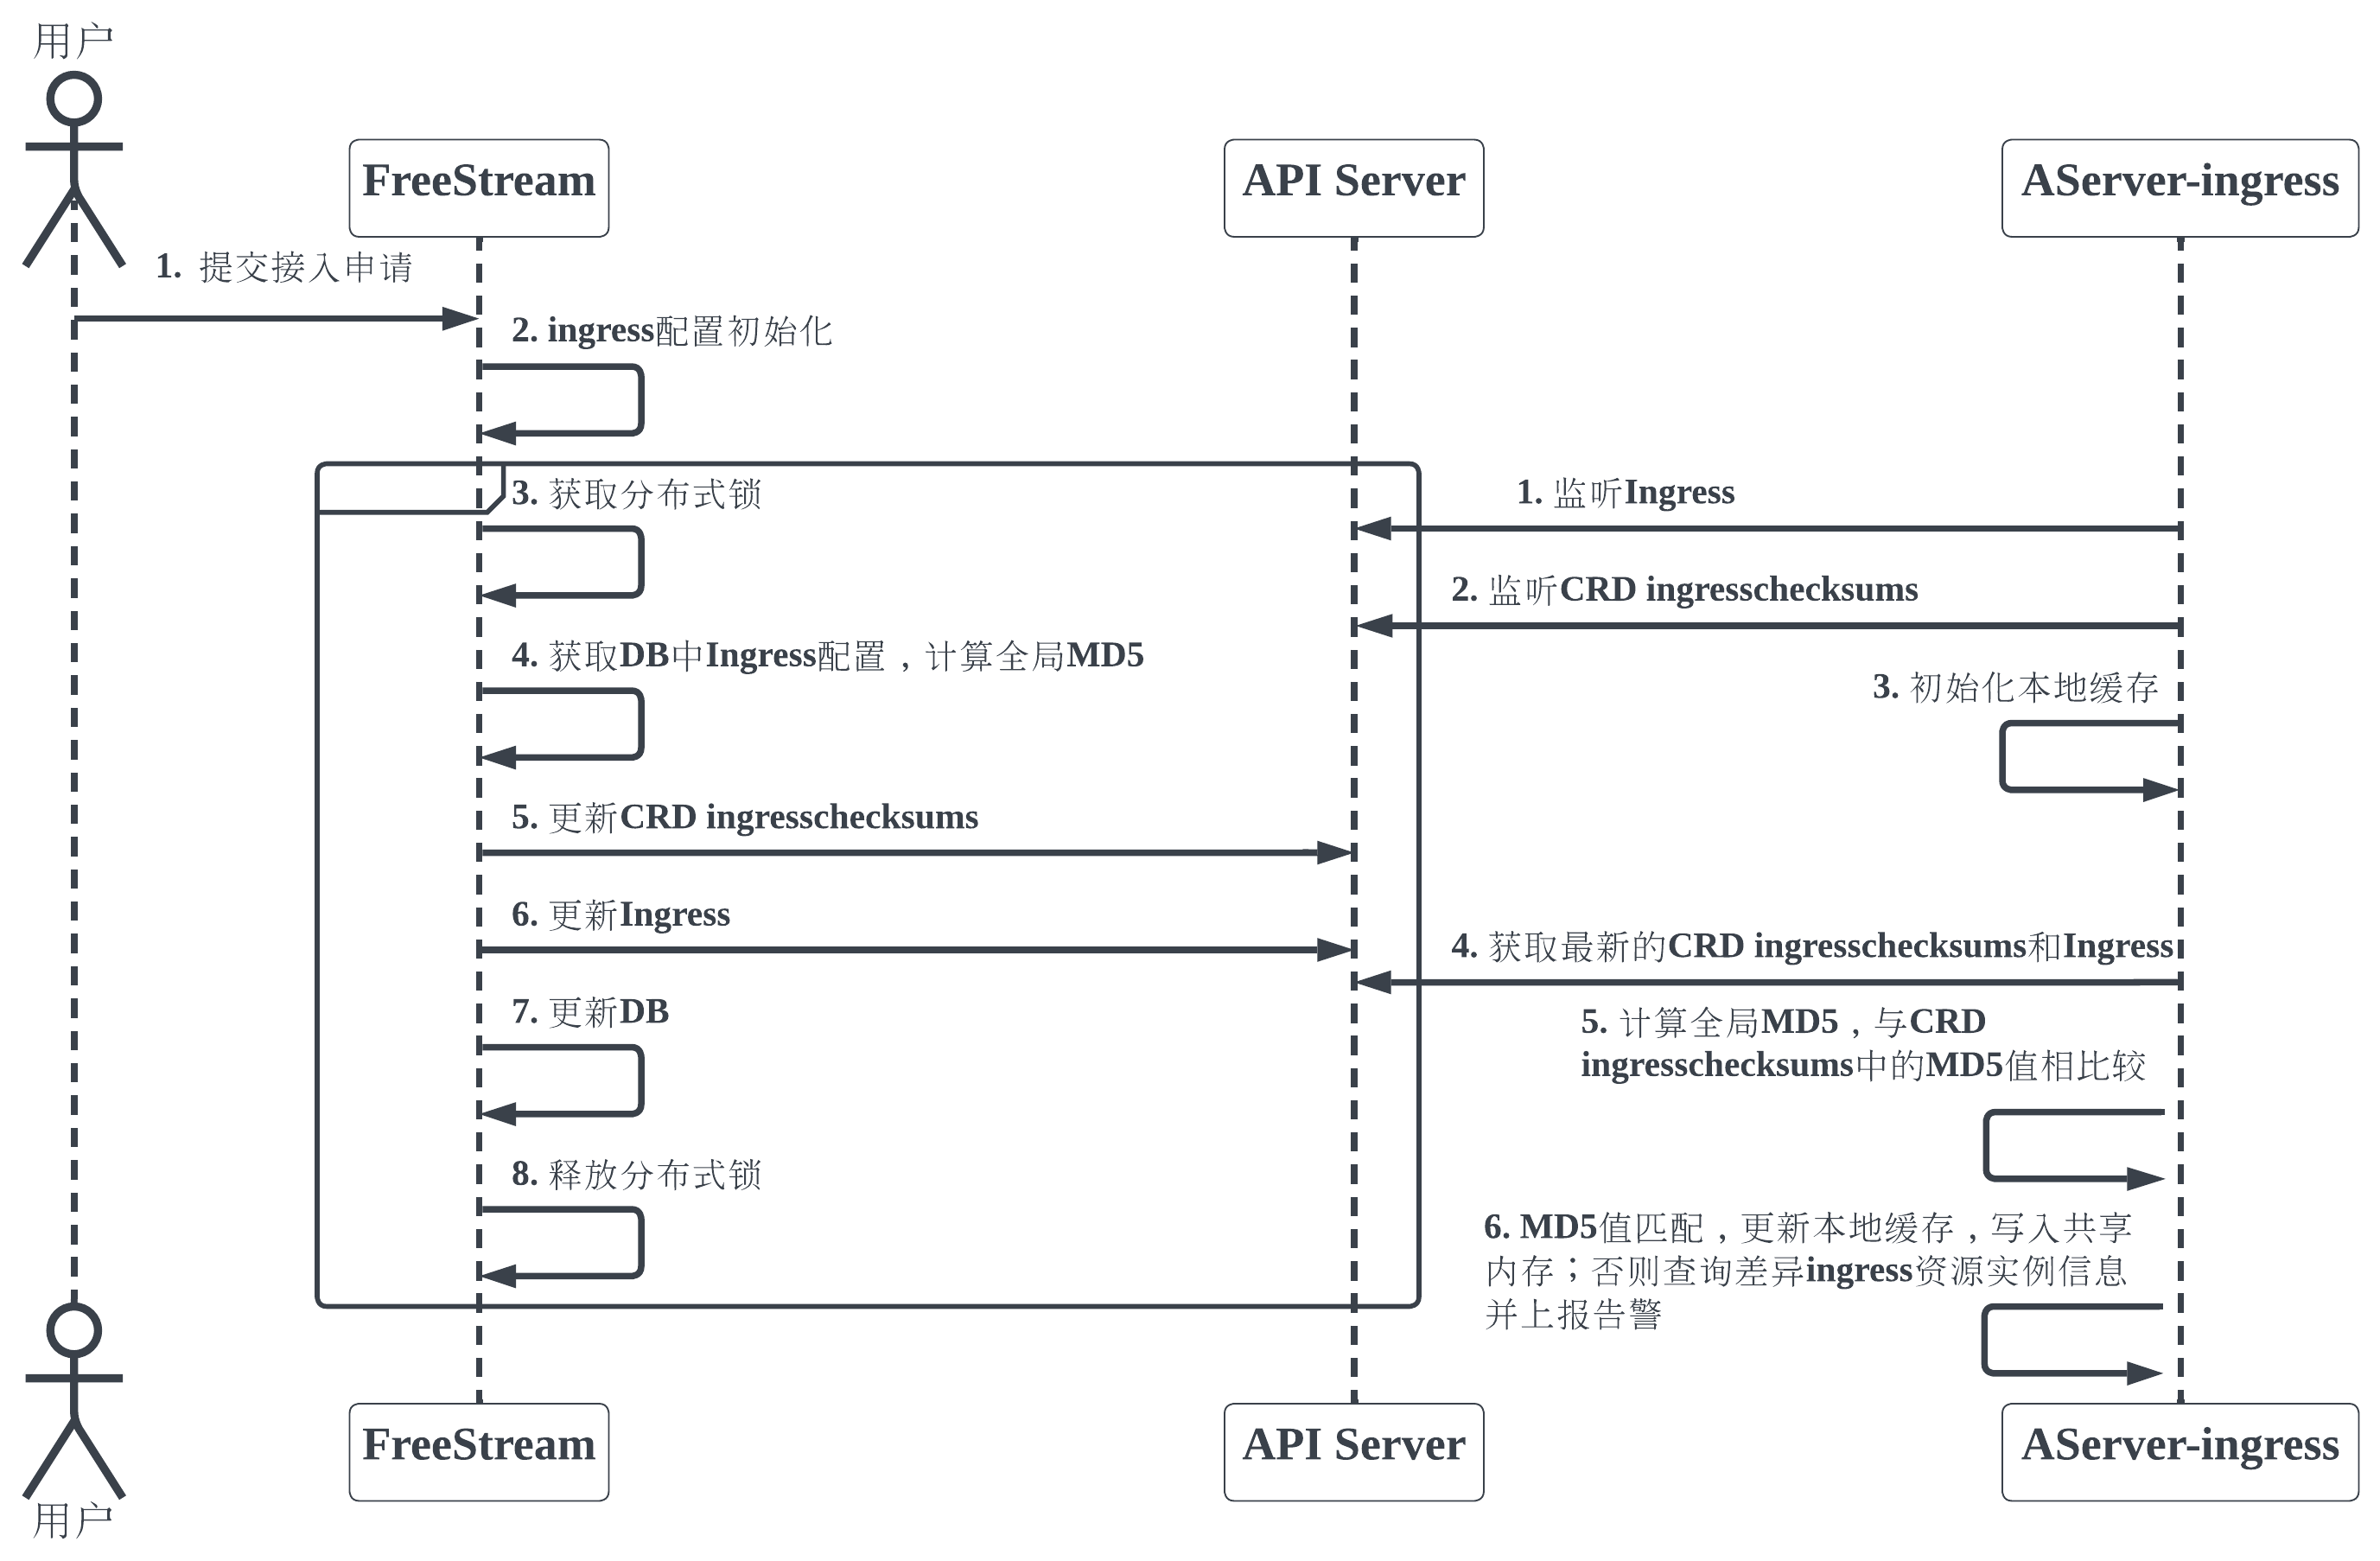 用户
FreeStream
API Server
AServer-ingress
1. 提交接入申请
2. ingress配置初始化
3. 获取分布式锁
1. 监听Ingress
2. 监听CRD ingresschecksums
4. 获取DB中Ingress配置，计算全局MD5
3. 初始化本地缓存
5. 更新CRD ingresschecksums
6. 更新Ingress
4. 获取最新的CRD ingresschecksums和Ingress
7. 更新DB
5. 计算全局MD5，与CRD
ingresschecksums中的MD5值相比较
8. 释放分布式锁
6. MD5值匹配，更新本地缓存，写入共享
内存；否则查询差异ingress资源实例信息
并上报告警
FreeStream
API Server
AServer-ingress
用户